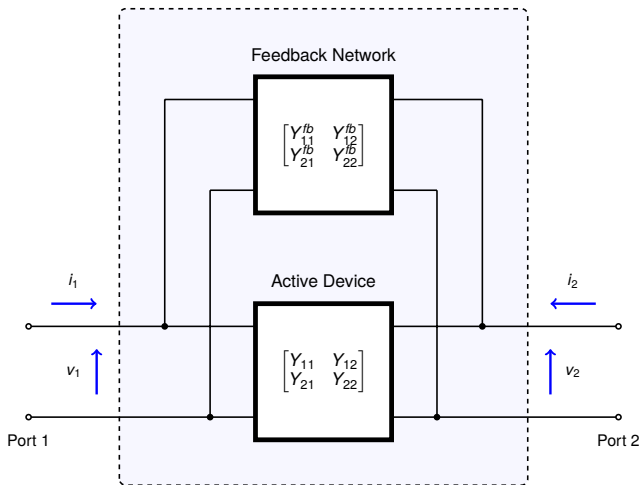 Feedback Network
[Y₁₁ᶠᵇ Y₁₂ᶠᵇ]
[Y₂₁ᶠᵇ Y₂₂ᶠᵇ]
Active Device
i₁
i₂
[Y₁₁ Y₁₂]
[Y₂₁ Y₂₂]
v₁
v₂
Port 1
Port 2